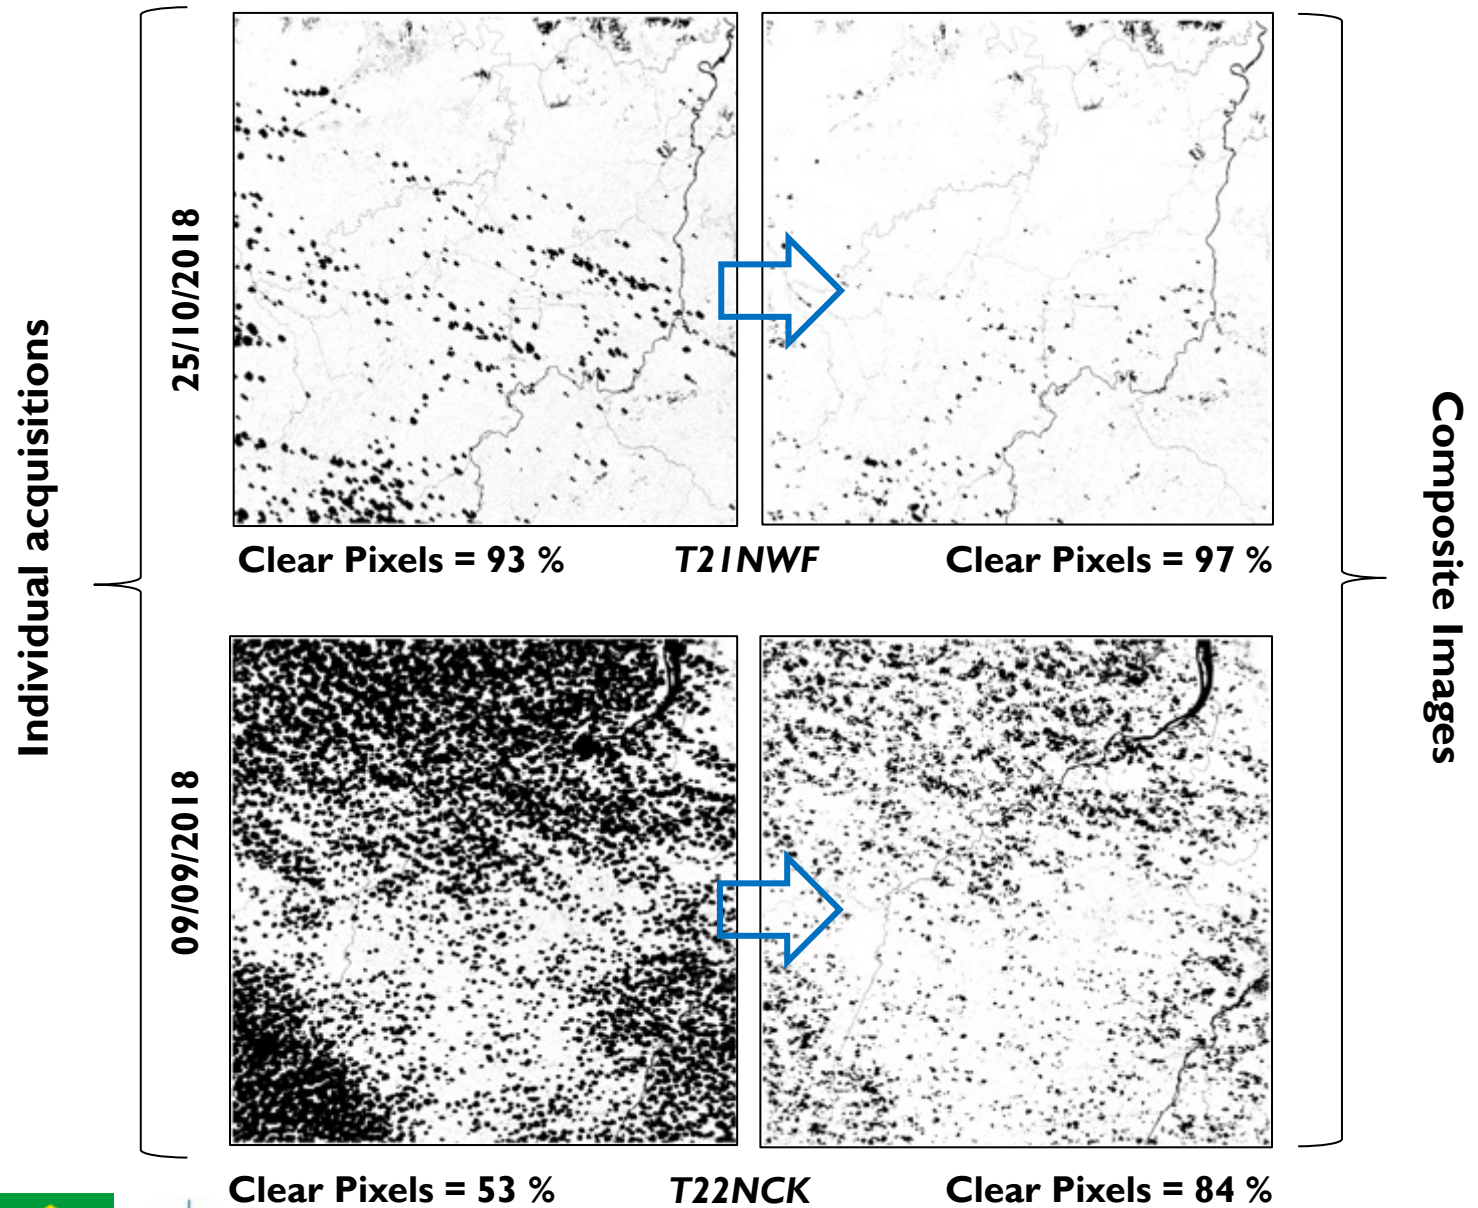 Individual acquisitions
25/10/2018
Clear Pixels = 93 %
T21NWF
Clear Pixels = 97 %
09/09/2018
Clear Pixels = 53 %
T22NCK
Clear Pixels = 84 %
Composite Images